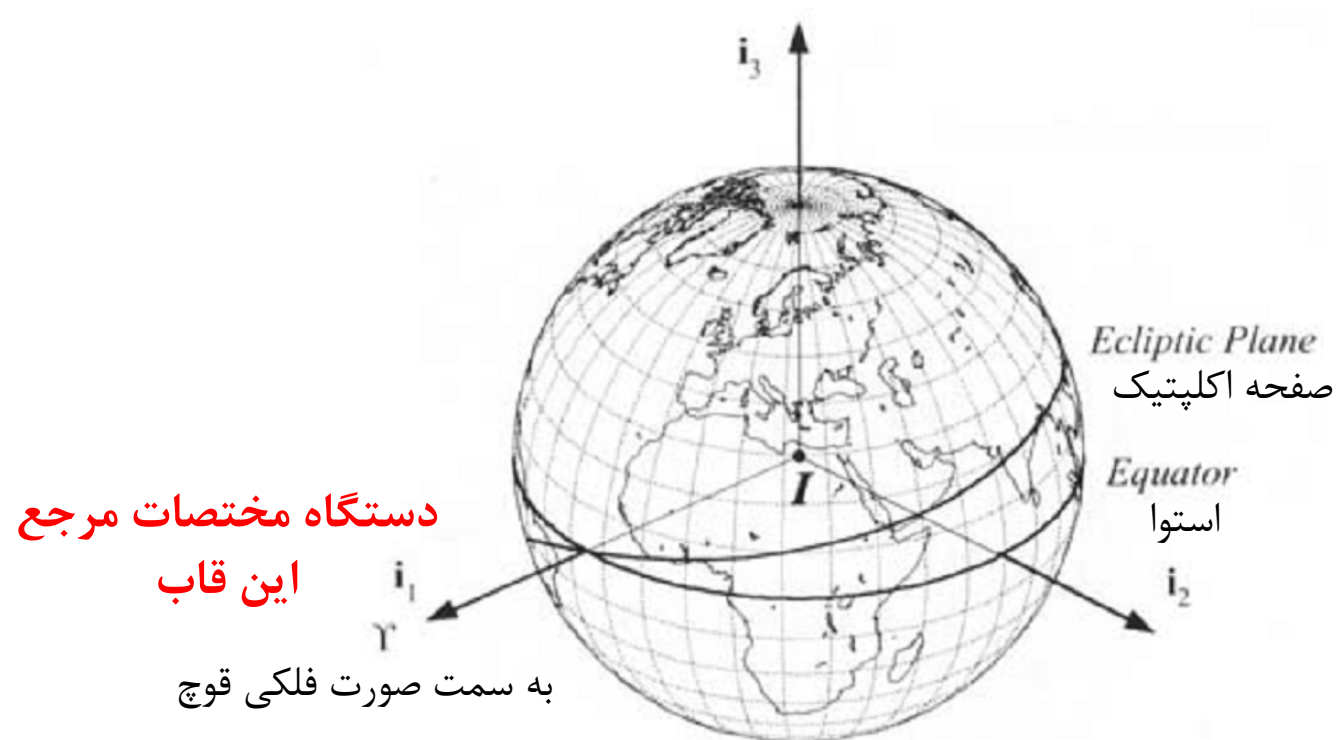 i₃
Ecliptic Plane
صفحه اکلپتیک
Equator
استوا
I
دستگاه مختصات مرجع
این قاب
i₁
i₂
♈
به سمت صورت فلکی قوچ